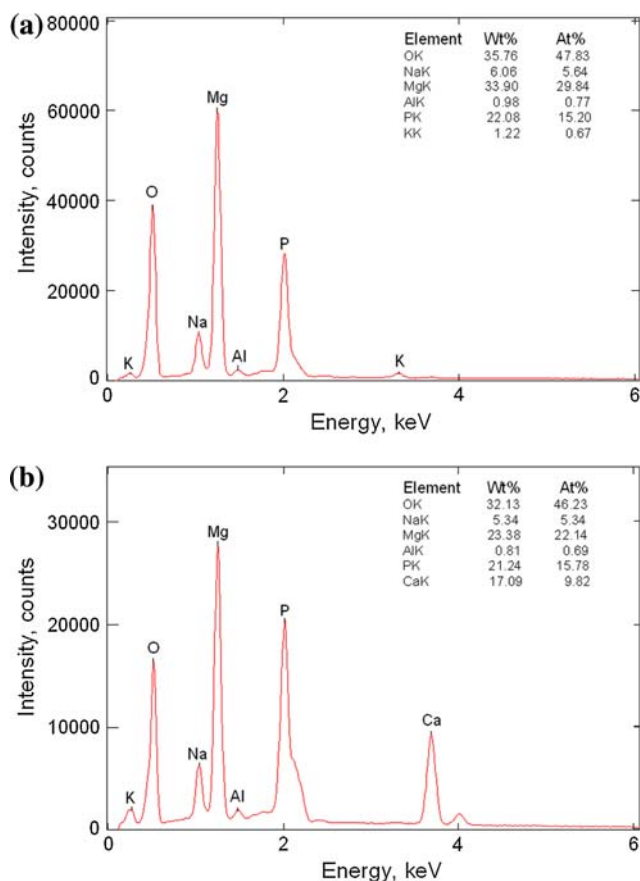 (a)
80000
60000
40000
20000
0
Intensity, counts
K
O
Na
Mg
Al
P
K
Element Wt% At%
OK 35.76 47.83
NaK 6.06 5.64
MgK 33.90 29.84
AlK 0.98 0.77
PK 22.08 15.20
KK 1.22 0.67
0 2 4 6
Energy, keV
(b)
30000
20000
10000
0
Intensity, counts
K
O
Na
Mg
Al
P
Ca
Element Wt% At%
OK 32.13 46.23
NaK 5.34 5.34
MgK 23.38 22.14
AlK 0.81 0.69
PK 21.24 15.78
CaK 17.09 9.82
0 2 4 6
Energy, keV